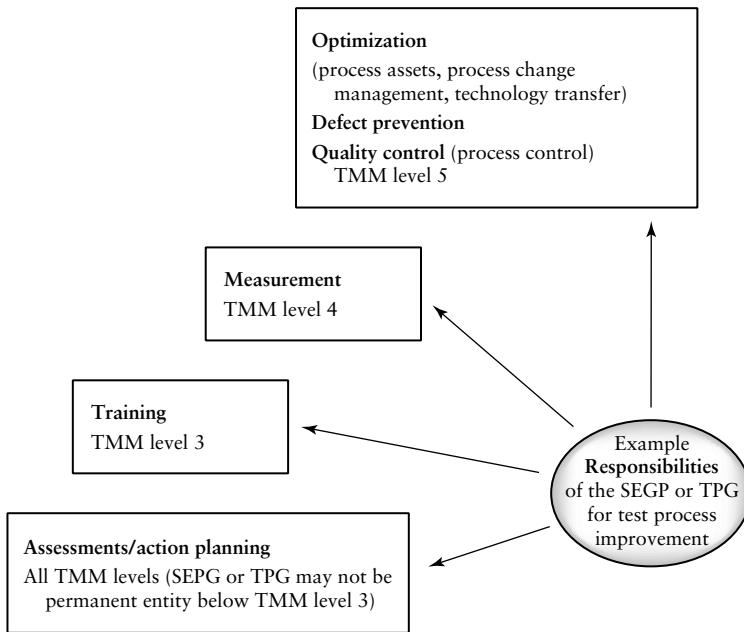 Optimization
(process assets, process change
management, technology transfer)
Defect prevention
Quality control (process control)
TMM level 5
Measurement
TMM level 4
Training
TMM level 3
Example
Responsibilities
of the SEGP or TPG
for test process
improvement
Assessments/action planning
All TMM levels (SEPG or TPG may not be
permanent entity below TMM level 3)